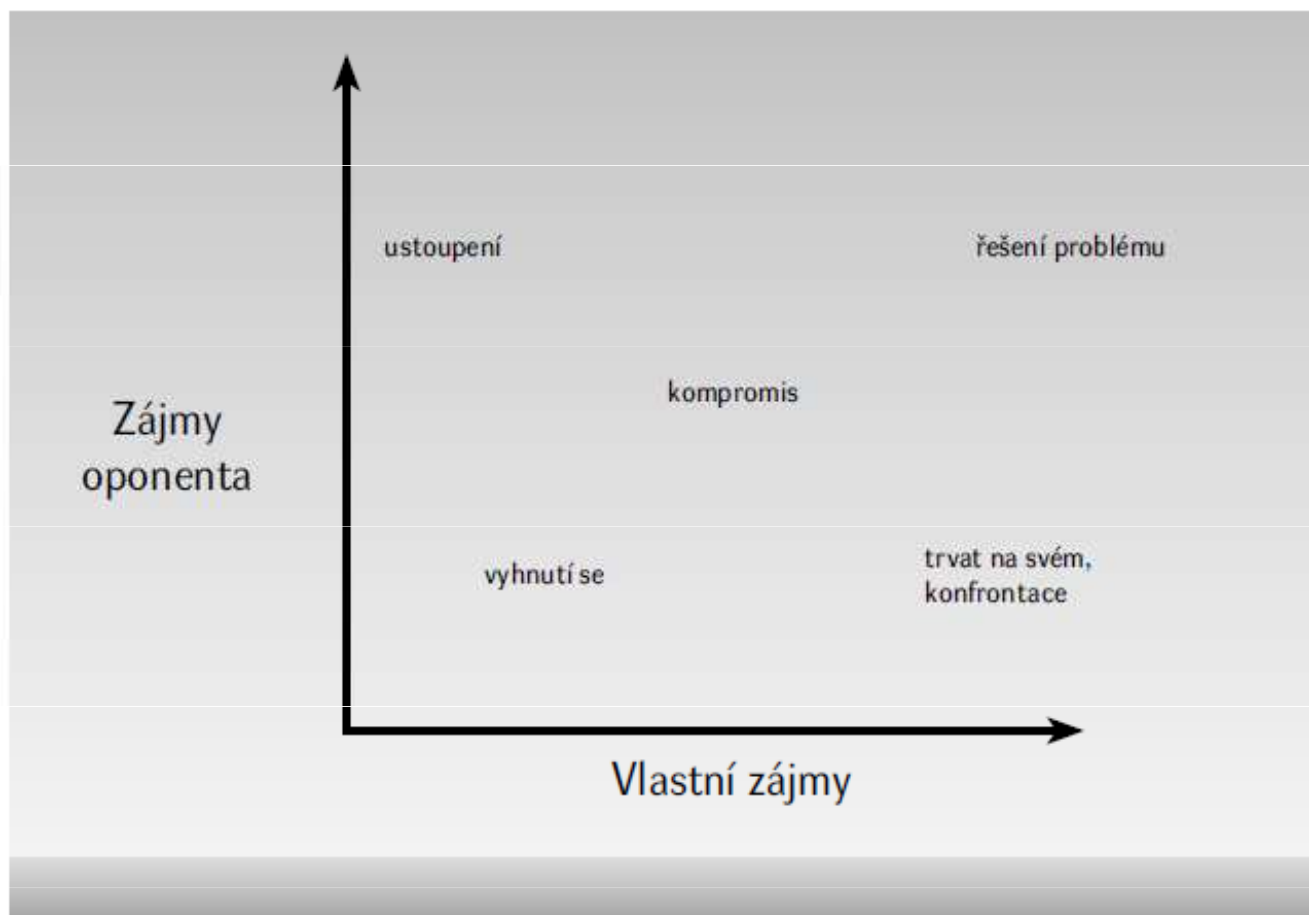 ustoupení
řešení problému
kompromis
Zájmy
oponenta
vyhnutí se
trvat na svém,
konfrontace
Vlastní zájmy